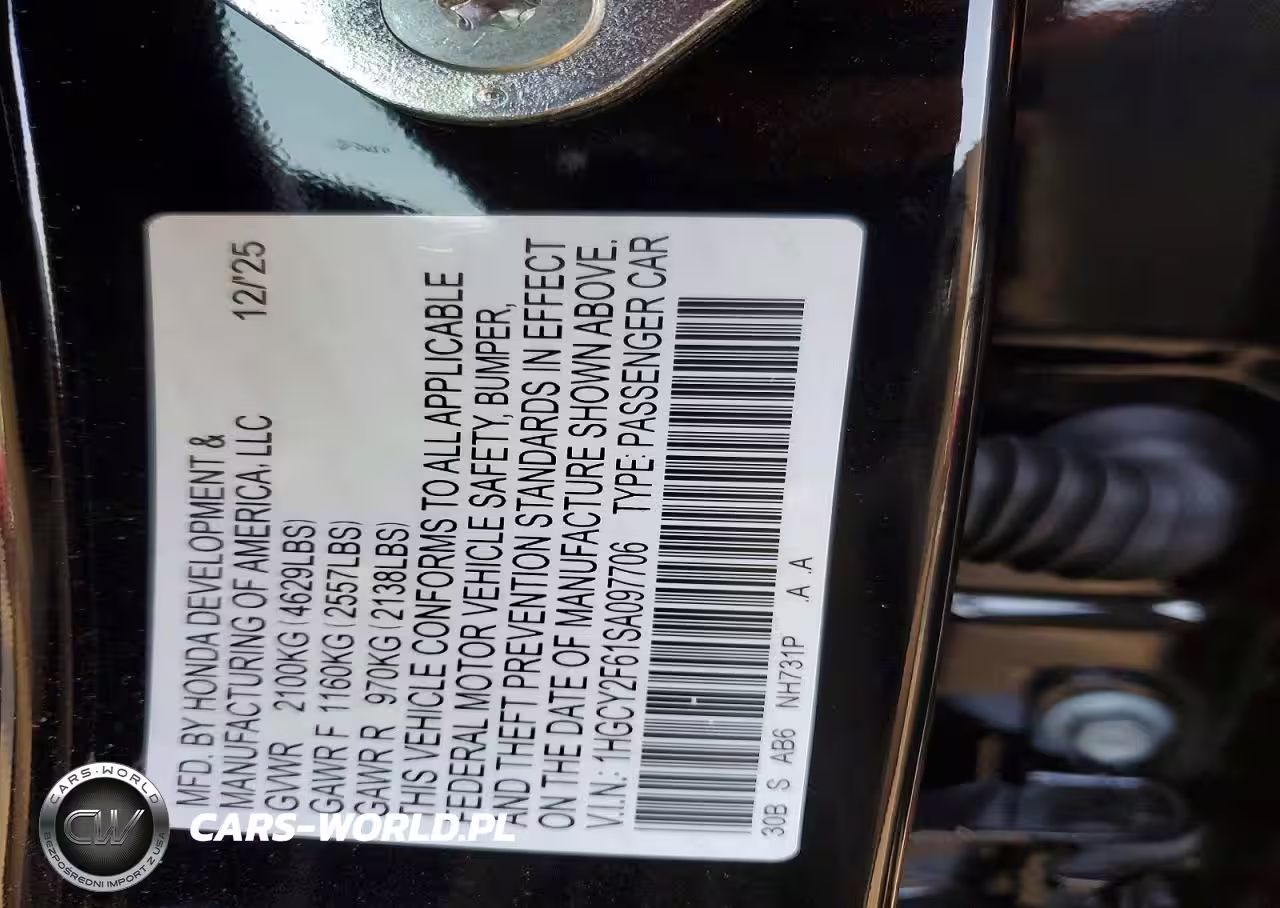 MFD. BY HONDA DEVELOPMENT &
MANUFACTURING OF AMERICA, LLC 12/'25
GVWR 2100KG (4629LBS)
GAWR F 1160KG (2557LBS)
GAWR R 970KG (2138LBS)
THIS VEHICLE CONFORMS TO ALL APPLICABLE
FEDERAL MOTOR VEHICLE SAFETY, BUMPER,
AND THEFT PREVENTION STANDARDS IN EFFECT
ON THE DATE OF MANUFACTURE SHOWN ABOVE.
V.I.N.: 1HGCY2F61SA097706 TYPE: PASSENGER CAR
30B S AB6 NH731P .A .A
CARS-WORLD
CW
BEZPOŚREDNI IMPORT Z USA
CARS-WORLD.PL